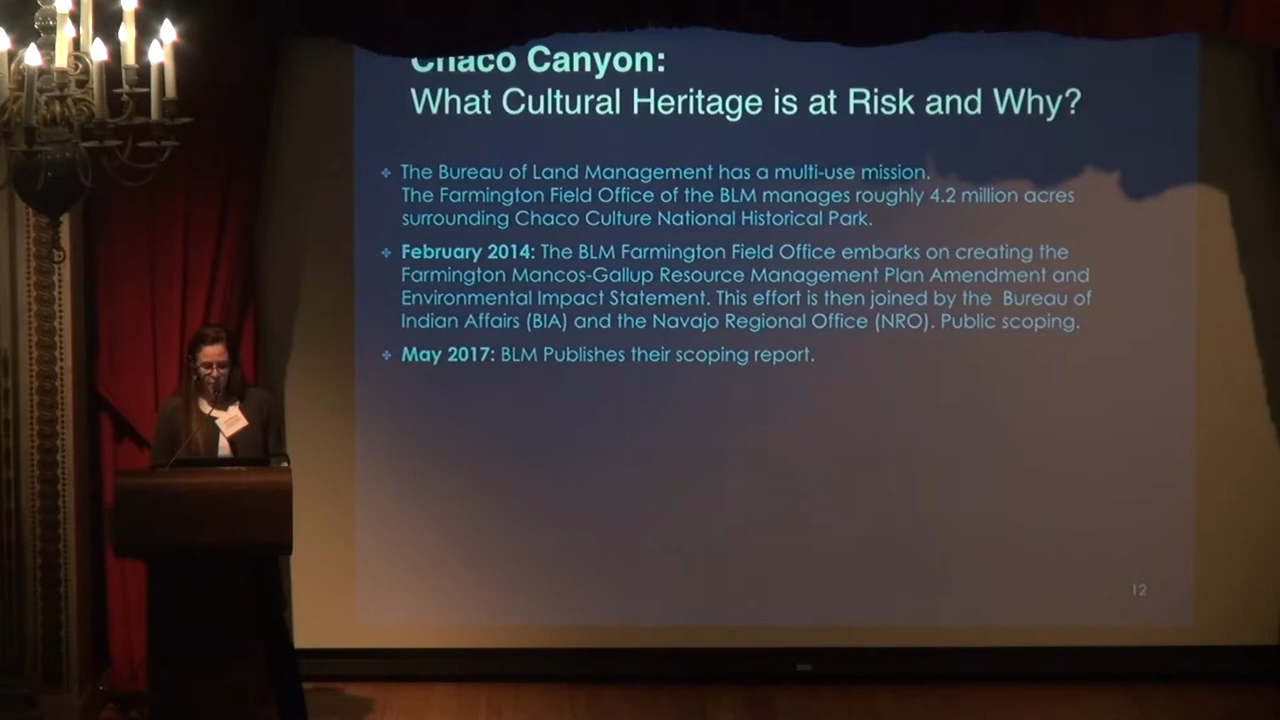 Chaco Canyon:
What Cultural Heritage is at Risk and Why?
The Bureau of Land Management has a multi-use mission.
The Farmington Field Office of the BLM manages roughly 4.2 million acres
surrounding Chaco Culture National Historical Park.
February 2014: The BLM Farmington Field Office embarks on creating the
Farmington Mancos-Gallup Resource Management Plan Amendment and
Environmental Impact Statement. This effort is then joined by the Bureau of
Indian Affairs (BIA) and the Navajo Regional Office (NRO). Public scoping.
May 2017: BLM Publishes their scoping report.
12